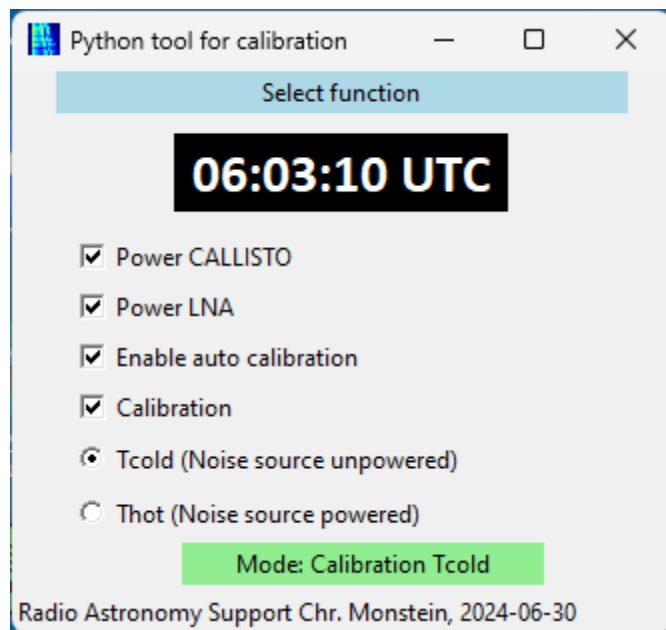 Python tool for calibration
Select function
06:03:10 UTC
Power CALLISTO
Power LNA
Enable auto calibration
Calibration
Tcold (Noise source unpowered)
Thot (Noise source powered)
Mode: Calibration Tcold
Radio Astronomy Support Chr. Monstein, 2024-06-30